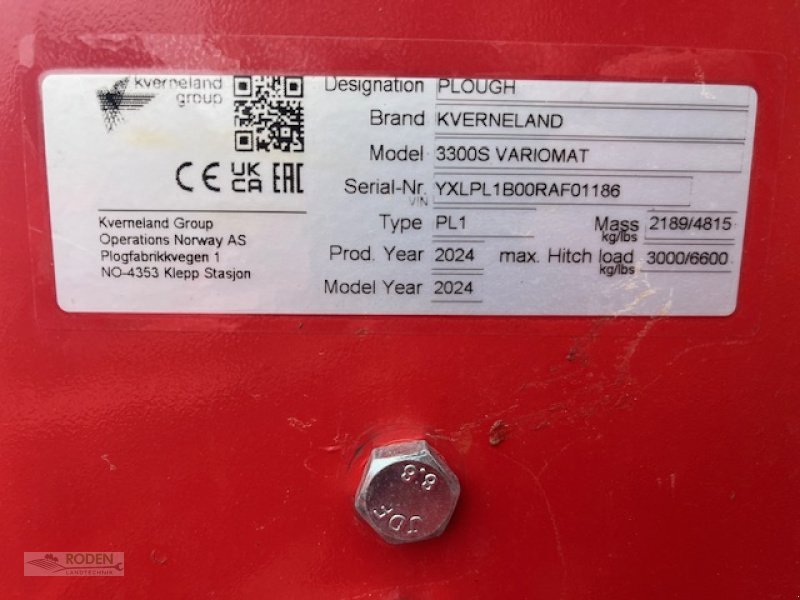 kverneland
group
CE UKCA EAC
Kverneland Group
Operations Norway AS
Plogfabrikkvegen 1
NO-4353 Klepp Stasjon
Designation PLOUGH
Brand KVERNELAND
Model 3300S VARIOMAT
Serial-Nr. YXLPL1B00RAF01186
VIN
Type PL1 Mass 2189/4815
kg/lbs
Prod. Year 2024 max. Hitch load 3000/6600
kg/lbs
Model Year 2024
8.8
JDF
RODEN
LANDTECHNIK